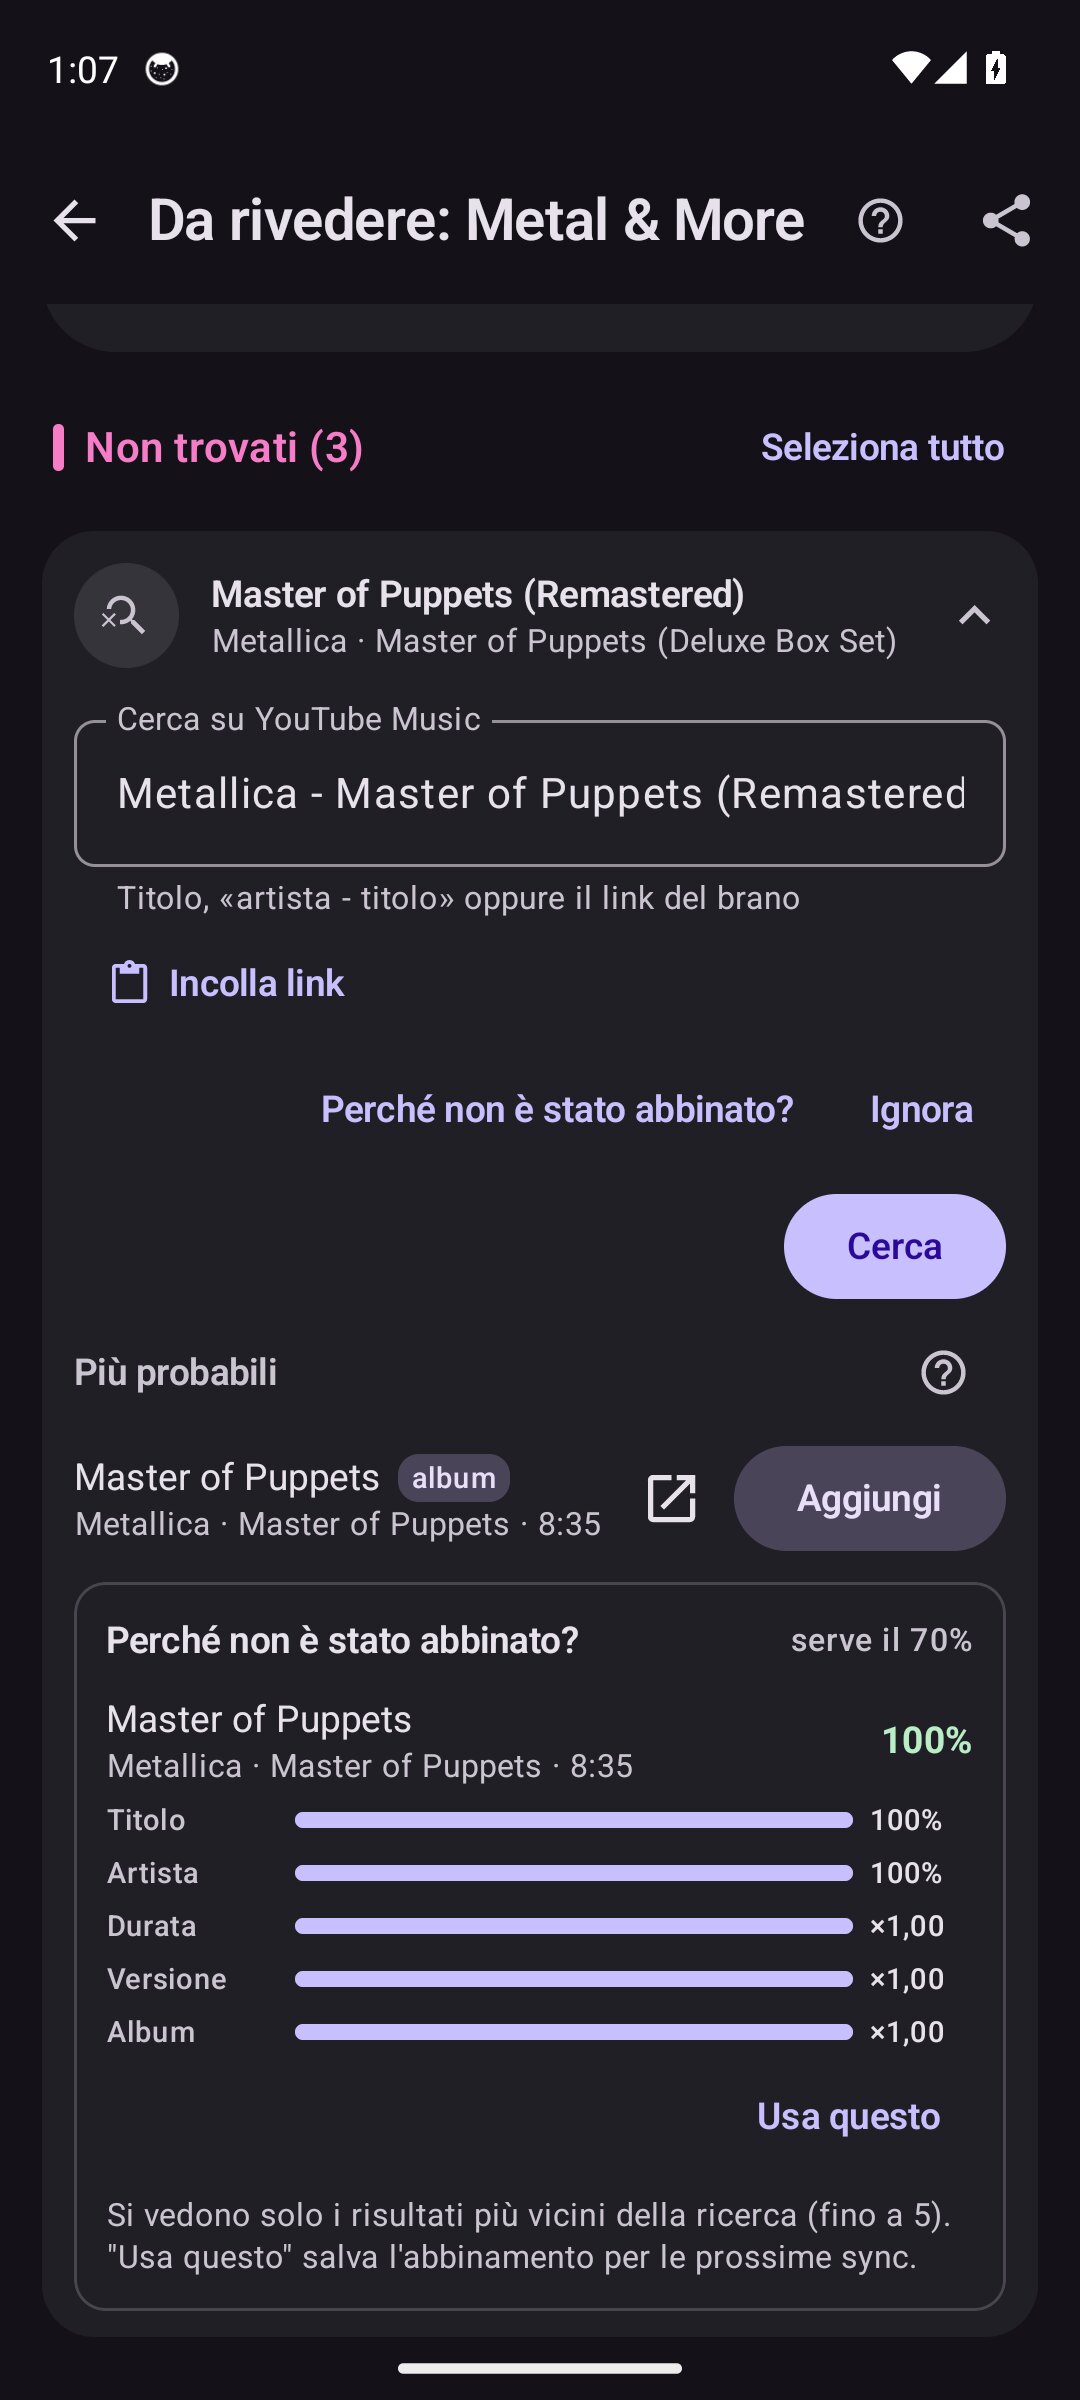 1:07
Da rivedere: Metal & More
Non trovati (3)
Seleziona tutto
Master of Puppets (Remastered)
Metallica · Master of Puppets (Deluxe Box Set)
Cerca su YouTube Music
Metallica - Master of Puppets (Remastered
Titolo, «artista - titolo» oppure il link del brano
Incolla link
Perché non è stato abbinato?
Ignora
Cerca
Più probabili
Master of Puppets album
Metallica · Master of Puppets · 8:35
Aggiungi
Perché non è stato abbinato?
serve il 70%
Master of Puppets
Metallica · Master of Puppets · 8:35
100%
Titolo 100%
Artista 100%
Durata ×1,00
Versione ×1,00
Album ×1,00
Usa questo
Si vedono solo i risultati più vicini della ricerca (fino a 5).
"Usa questo" salva l'abbinamento per le prossime sync.